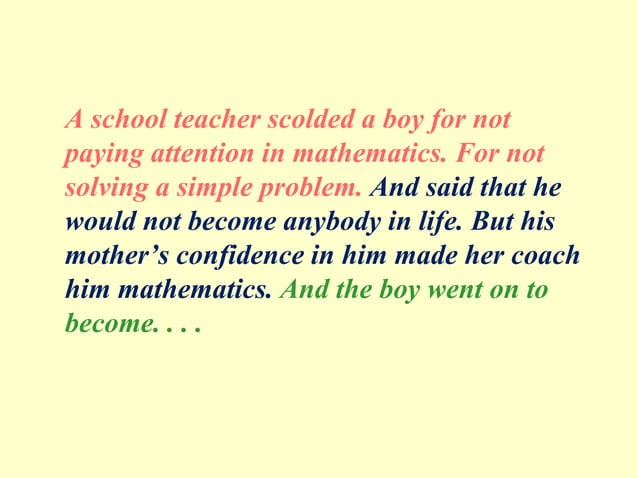 A school teacher scolded a boy for not
paying attention in mathematics. For not
solving a simple problem. And said that he
would not become anybody in life. But his
mother’s confidence in him made her coach
him mathematics. And the boy went on to
become. . . .